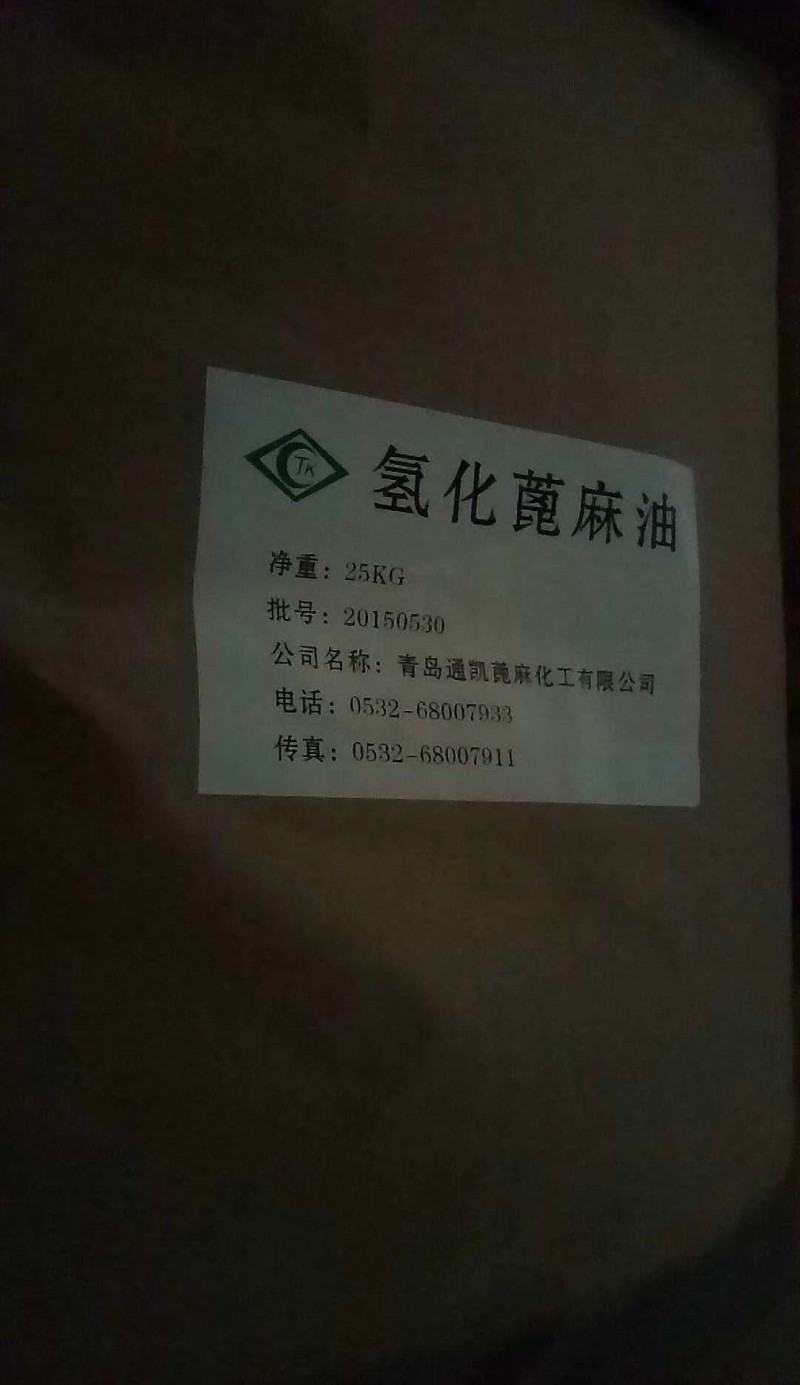 TK
氢化蓖麻油
净重：25KG
批号：20150530
公司名称：青岛通凯蓖麻化工有限公司
电话：0532-68007933
传真：0532-68007911